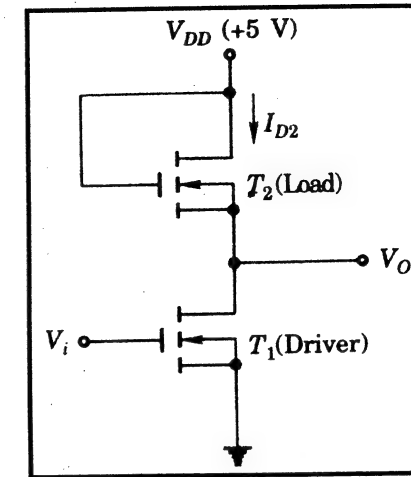 V_DD (+5 V)
I_D2
T_2(Load)
V_O
V_i
T_1(Driver)